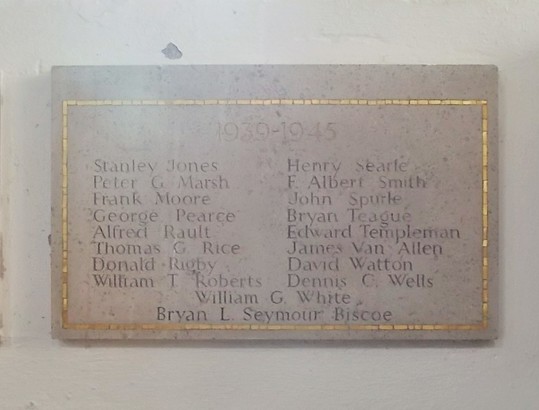 1939-1945
Stanley Jones Henry Searle
Peter G Marsh F. Albert Smith
Frank Moore John Spurle
George Pearce Bryan Teague
Alfred Rault Edward Templeman
Thomas G. Rice James Van Allen
Donald Rigby David Watton
William T. Roberts Dennis C. Wells
William G. White
Bryan L. Seymour Biscoe